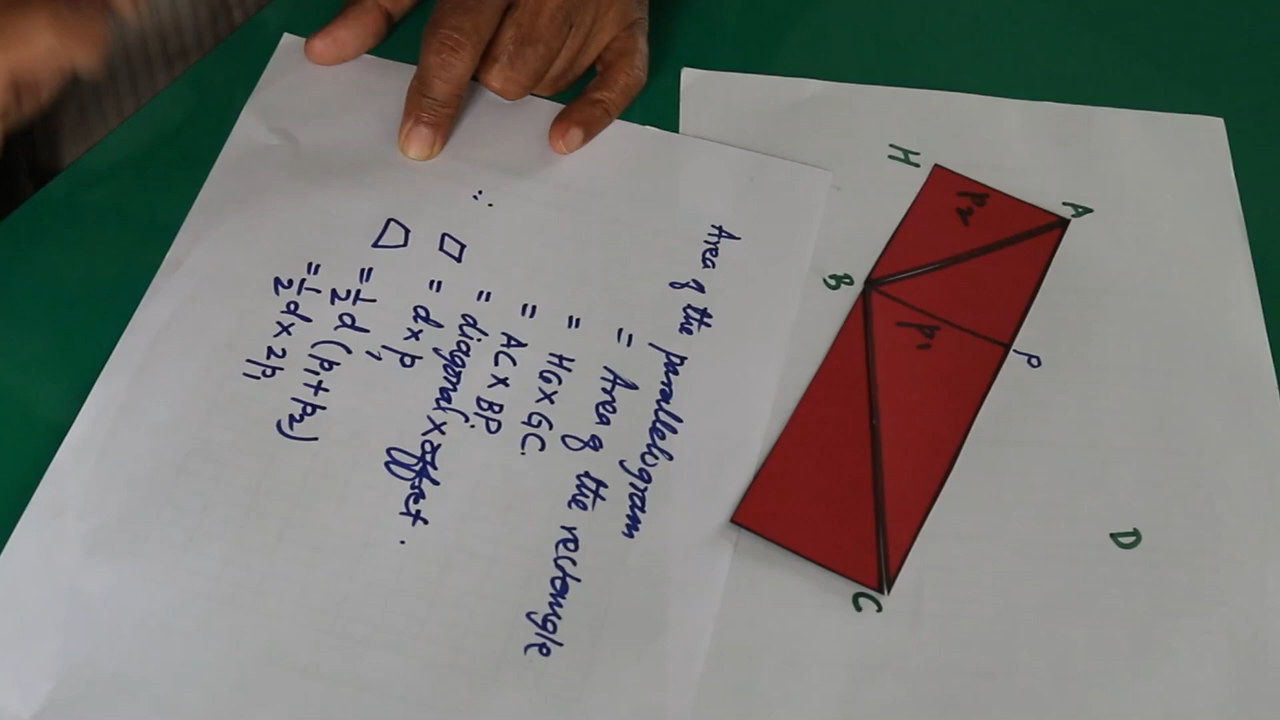 Area of the parallelogram
= Area of the rectangle
= HG × GC.
= AC × BP.
= diagonal × offset.
∴ ▱ = d × p
= ½ d (p₁ + p₂)
= ½ d × 2p₁
H
A
p₂
B
p₁
P
D
C